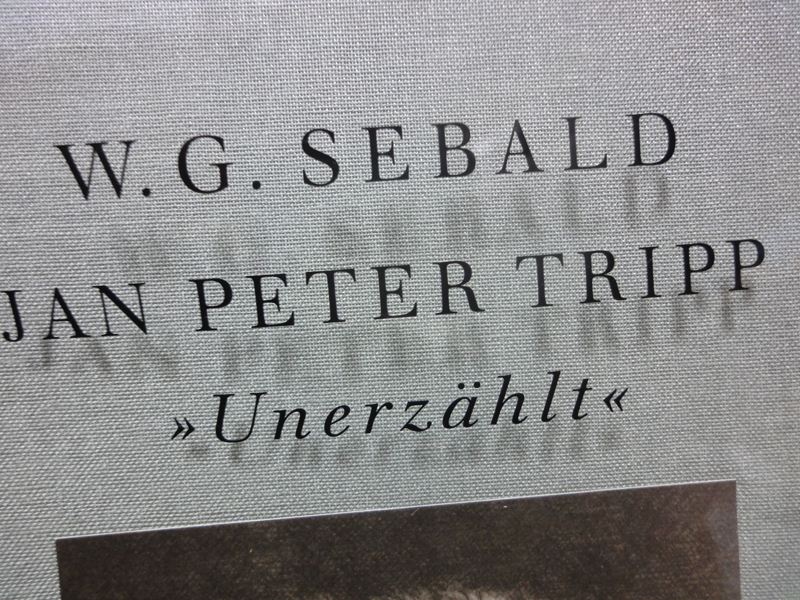 W. G. SEBALD
JAN PETER TRIPP
»Unerzählt«